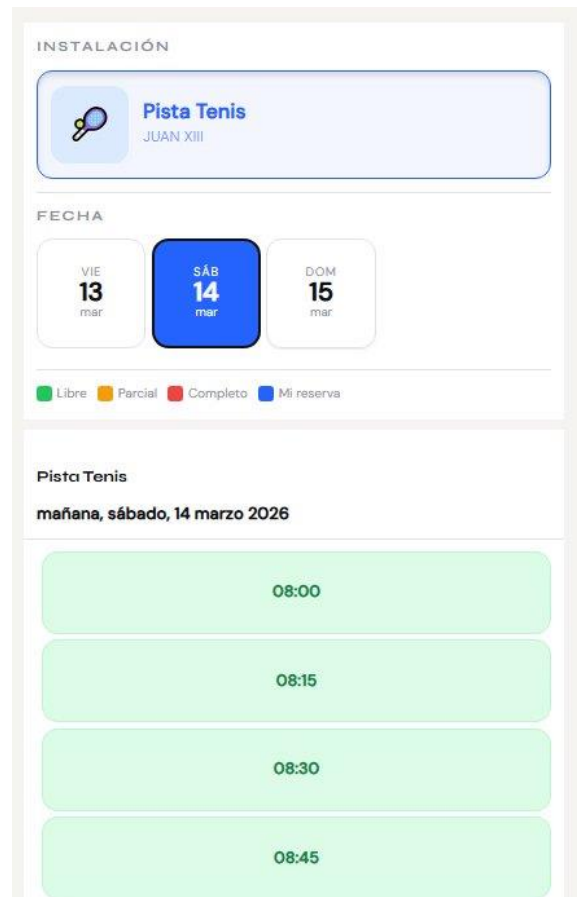 INSTALACIÓN
Pista Tenis
JUAN XIII
FECHA
VIE
13
mar
SÁB
14
mar
DOM
15
mar
Libre Parcial Completo Mi reserva
Pista Tenis
mañana, sábado, 14 marzo 2026
08:00
08:15
08:30
08:45